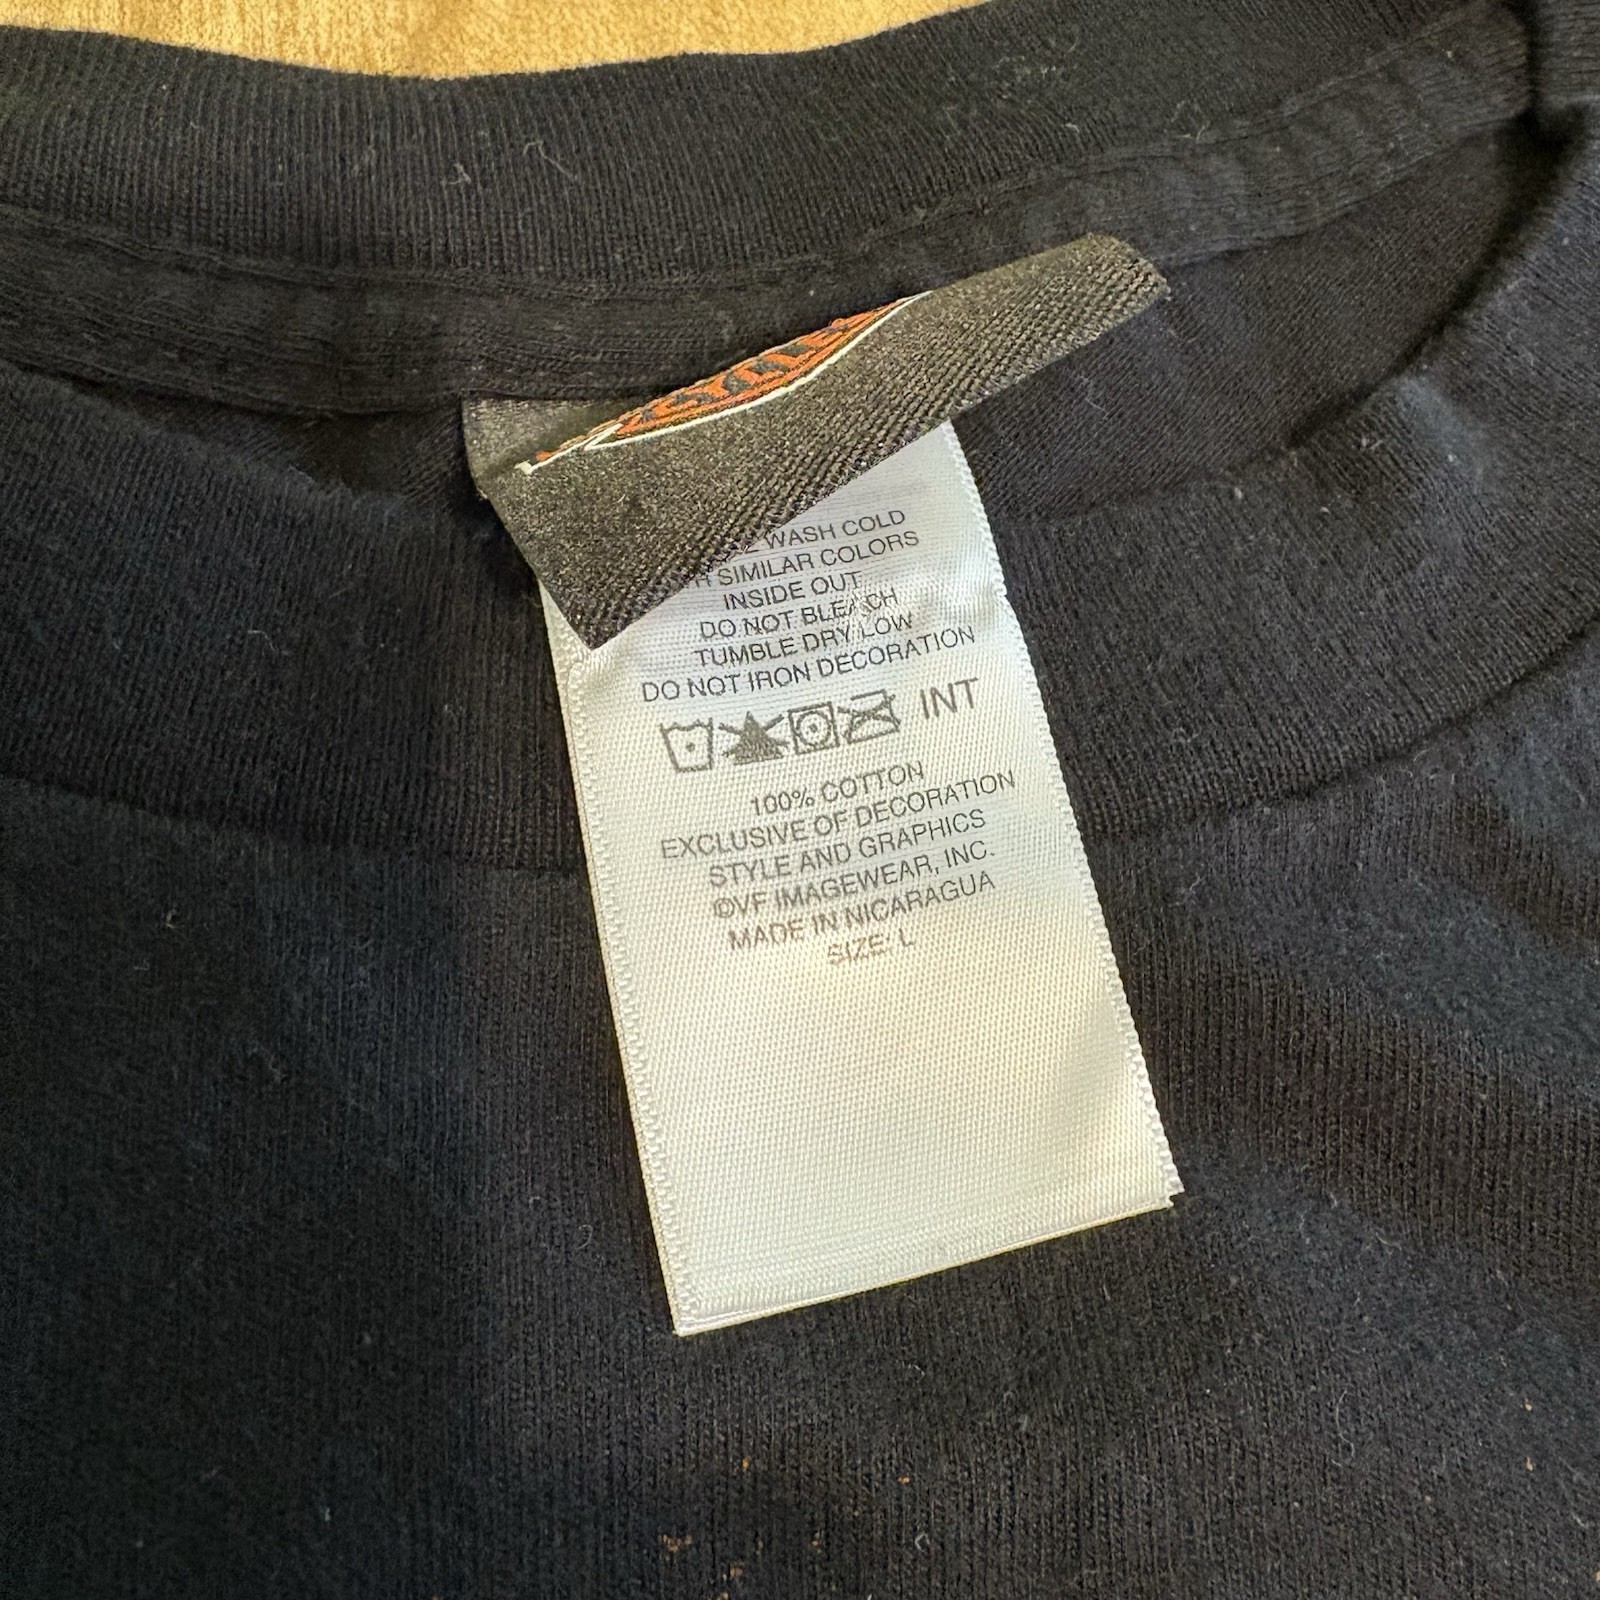 WASH COLD
SIMILAR COLORS
INSIDE OUT
DO NOT BLEACH
TUMBLE DRY LOW
DO NOT IRON DECORATION
INT
100% COTTON
EXCLUSIVE OF DECORATION
STYLE AND GRAPHICS
©VF IMAGEWEAR, INC.
MADE IN NICARAGUA
SIZE: L